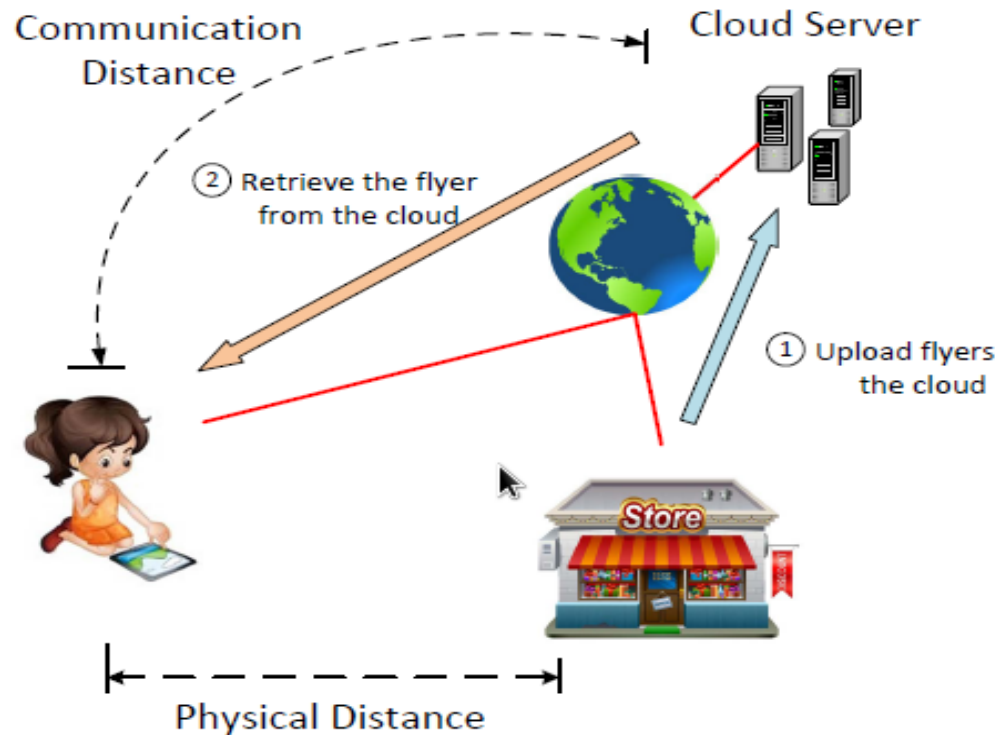 Communication
Distance
Cloud Server
② Retrieve the flyer
from the cloud
① Upload flyers
the cloud
Store
DISCOUNT
Physical Distance